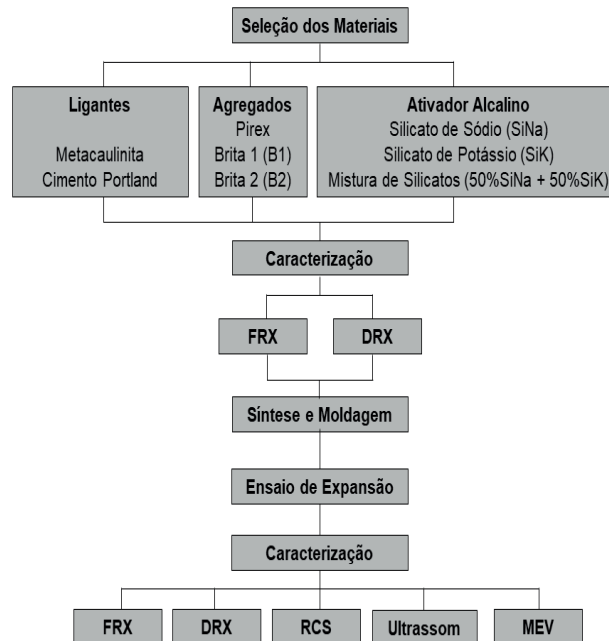 Seleção dos Materiais
Ligantes
Metacaulinita
Cimento Portland
Agregados
Pirex
Brita 1 (B1)
Brita 2 (B2)
Ativador Alcalino
Silicato de Sódio (SiNa)
Silicato de Potássio (SiK)
Mistura de Silicatos (50%SiNa + 50%SiK)
Caracterização
FRX
DRX
Síntese e Moldagem
Ensaio de Expansão
Caracterização
FRX
DRX
RCS
Ultrassom
MEV